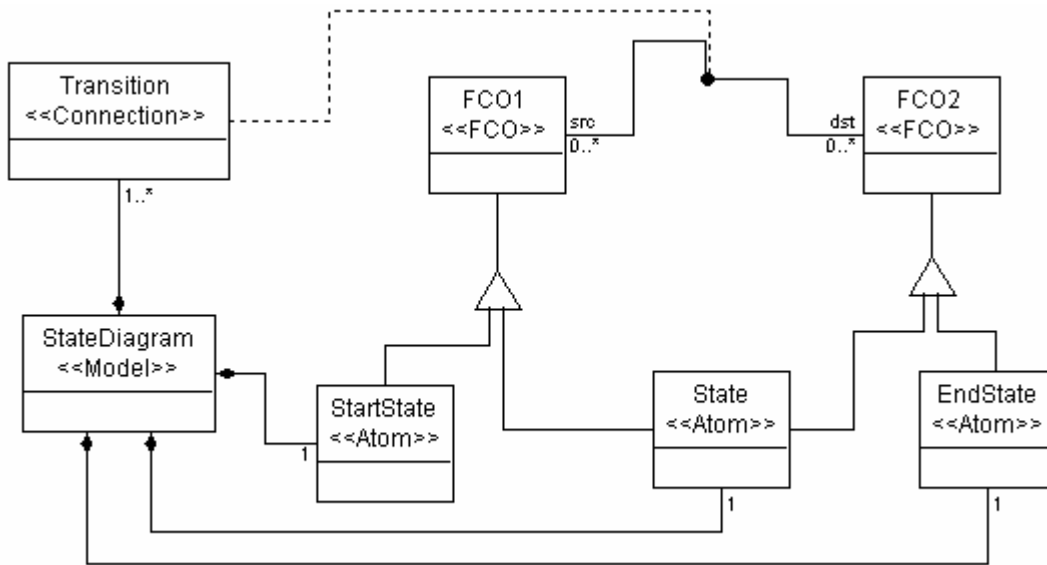 Transition
<<Connection>>
1..*
FCO1
<<FCO>>
src
0..*
FCO2
<<FCO>>
dst
0..*
StateDiagram
<<Model>>
StartState
<<Atom>>
1
State
<<Atom>>
1
EndState
<<Atom>>
1